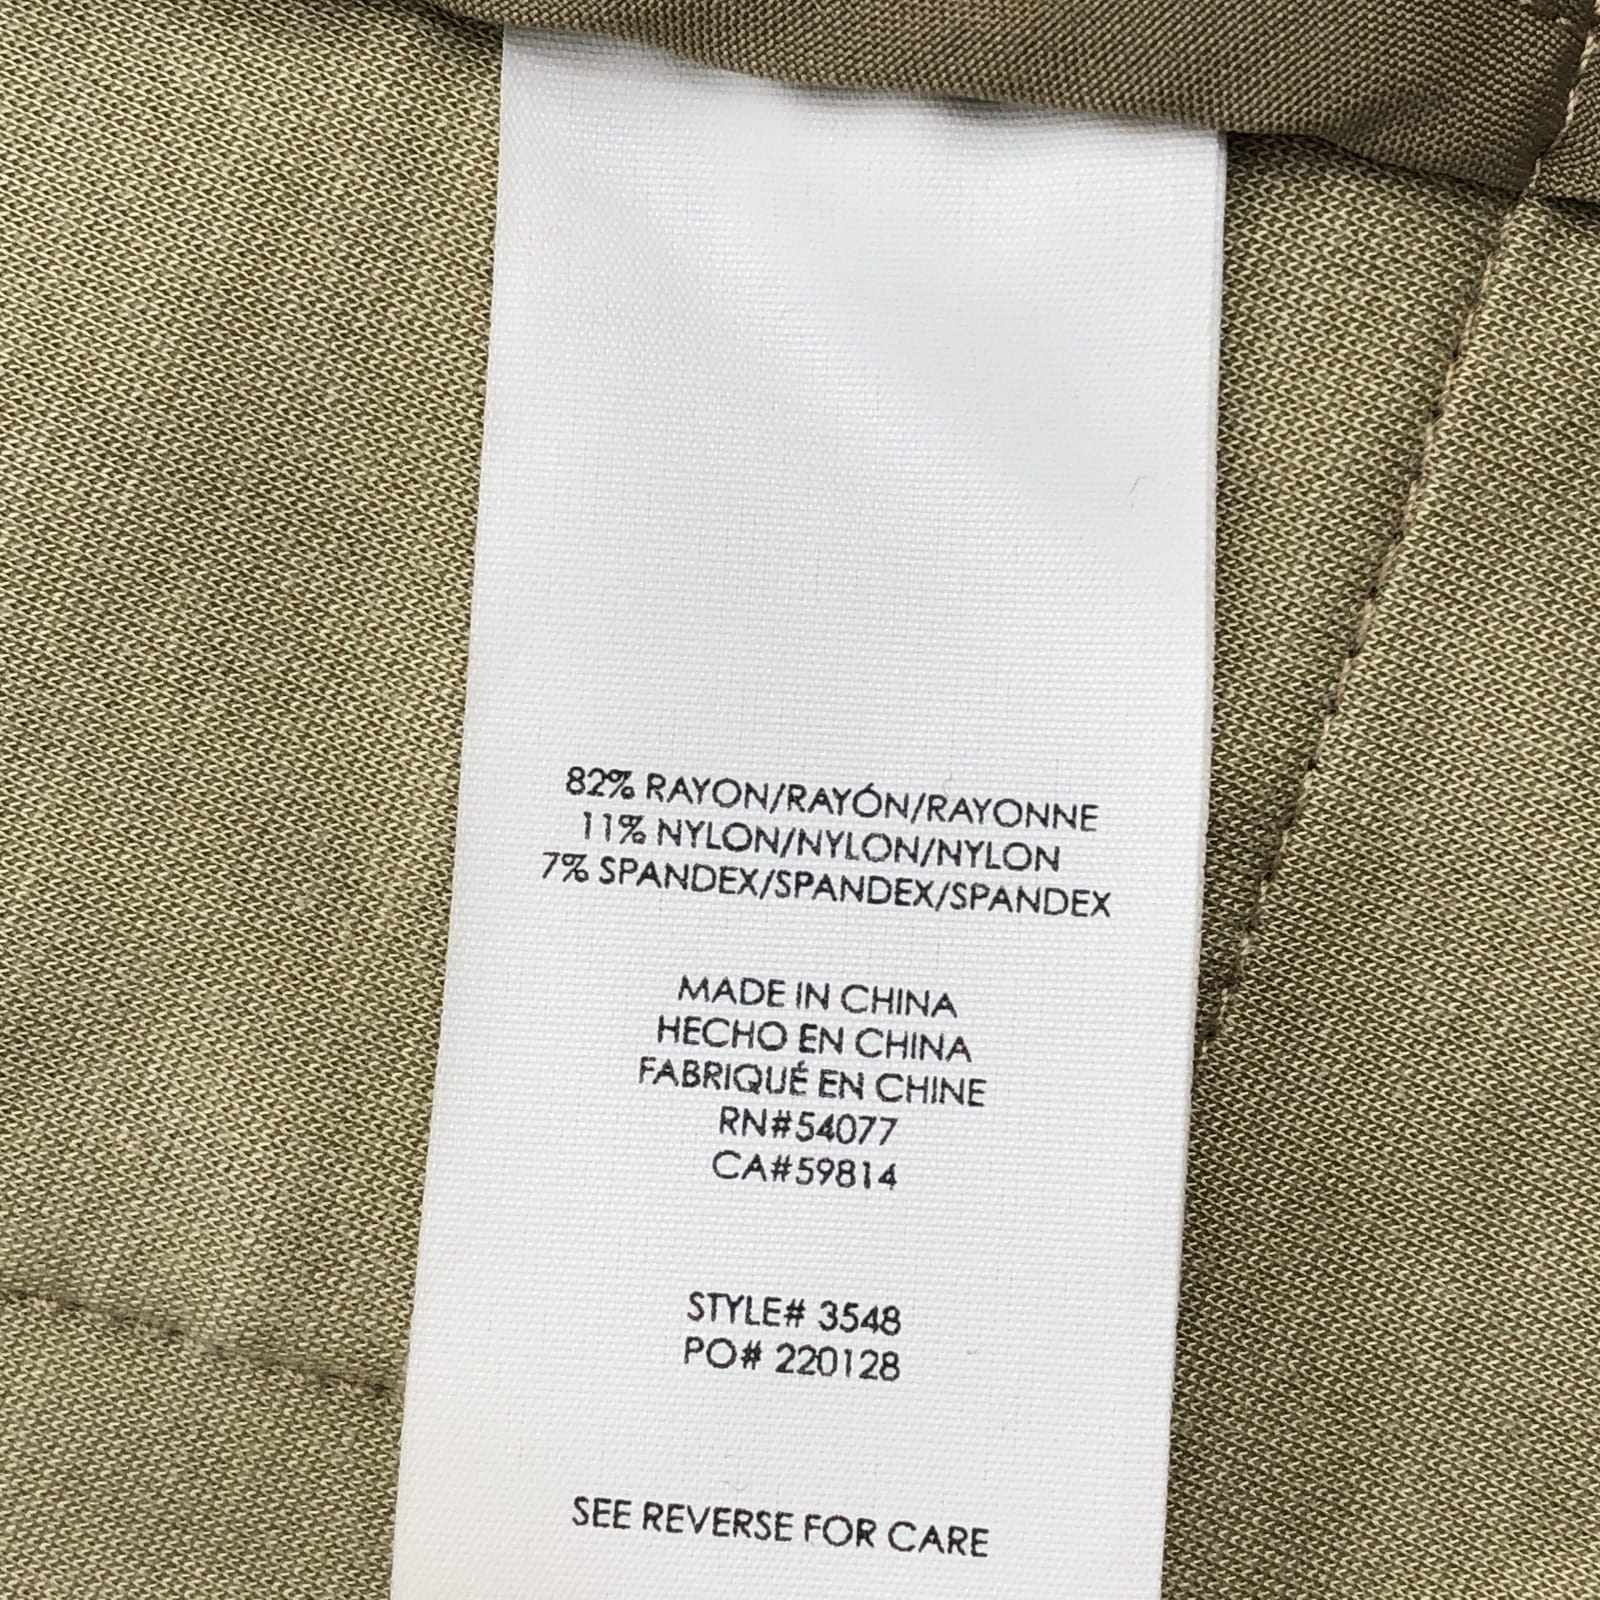 82% RAYON/RAYÓN/RAYONNE
11% NYLON/NYLON/NYLON
7% SPANDEX/SPANDEX/SPANDEX
MADE IN CHINA
HECHO EN CHINA
FABRIQUÉ EN CHINE
RN#54077
CA#59814
STYLE# 3548
PO# 220128
SEE REVERSE FOR CARE